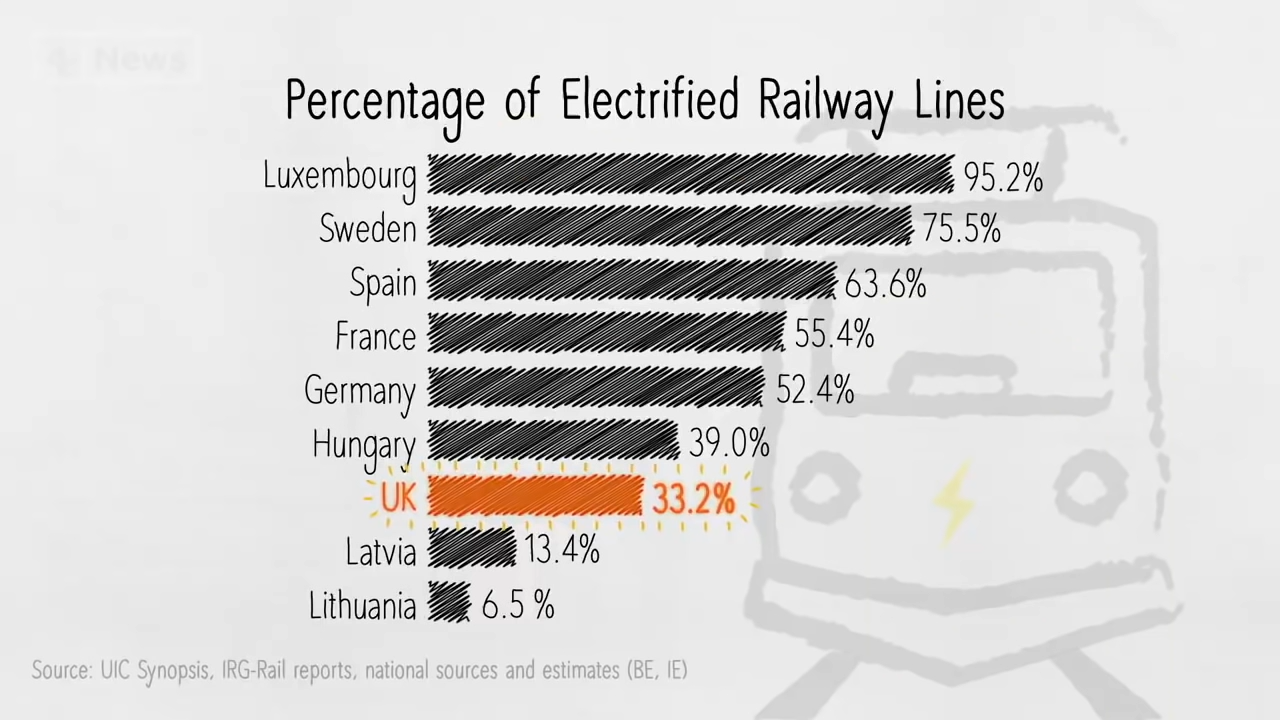 News
Percentage of Electrified Railway Lines
Luxembourg 95.2%
Sweden 75.5%
Spain 63.6%
France 55.4%
Germany 52.4%
Hungary 39.0%
UK 33.2%
Latvia 13.4%
Lithuania 6.5 %
Source: UIC Synopsis, IRG-Rail reports, national sources and estimates (BE, IE)